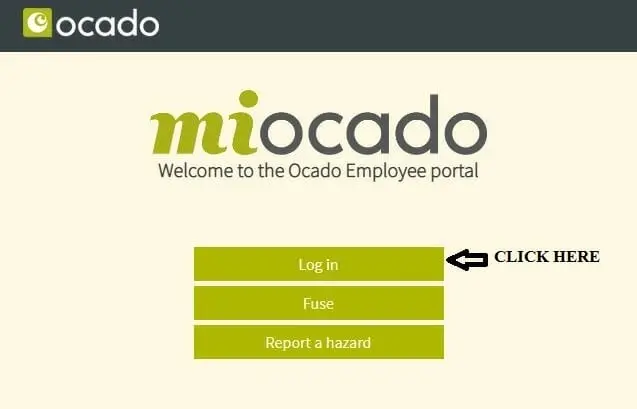 ocado
miocado
Welcome to the Ocado Employee portal
Log in
CLICK HERE
Fuse
Report a hazard